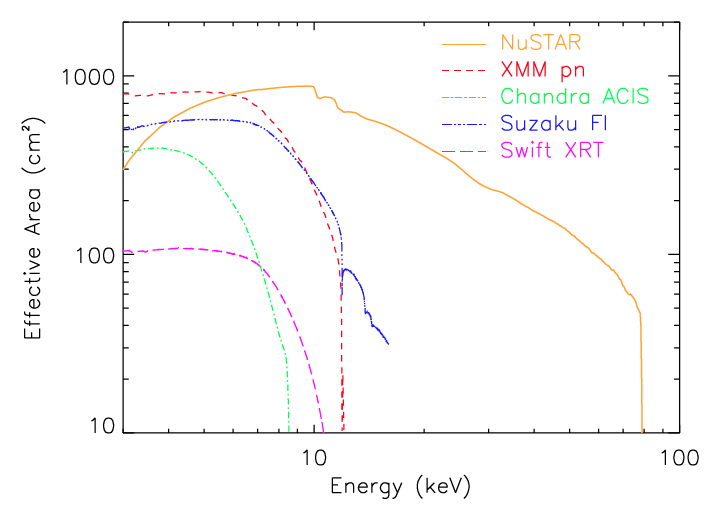 NuSTAR
XMM pn
Chandra ACIS
Suzaku FI
Swift XRT
1000
100
10
Effective Area (cm²)
10
100
Energy (keV)